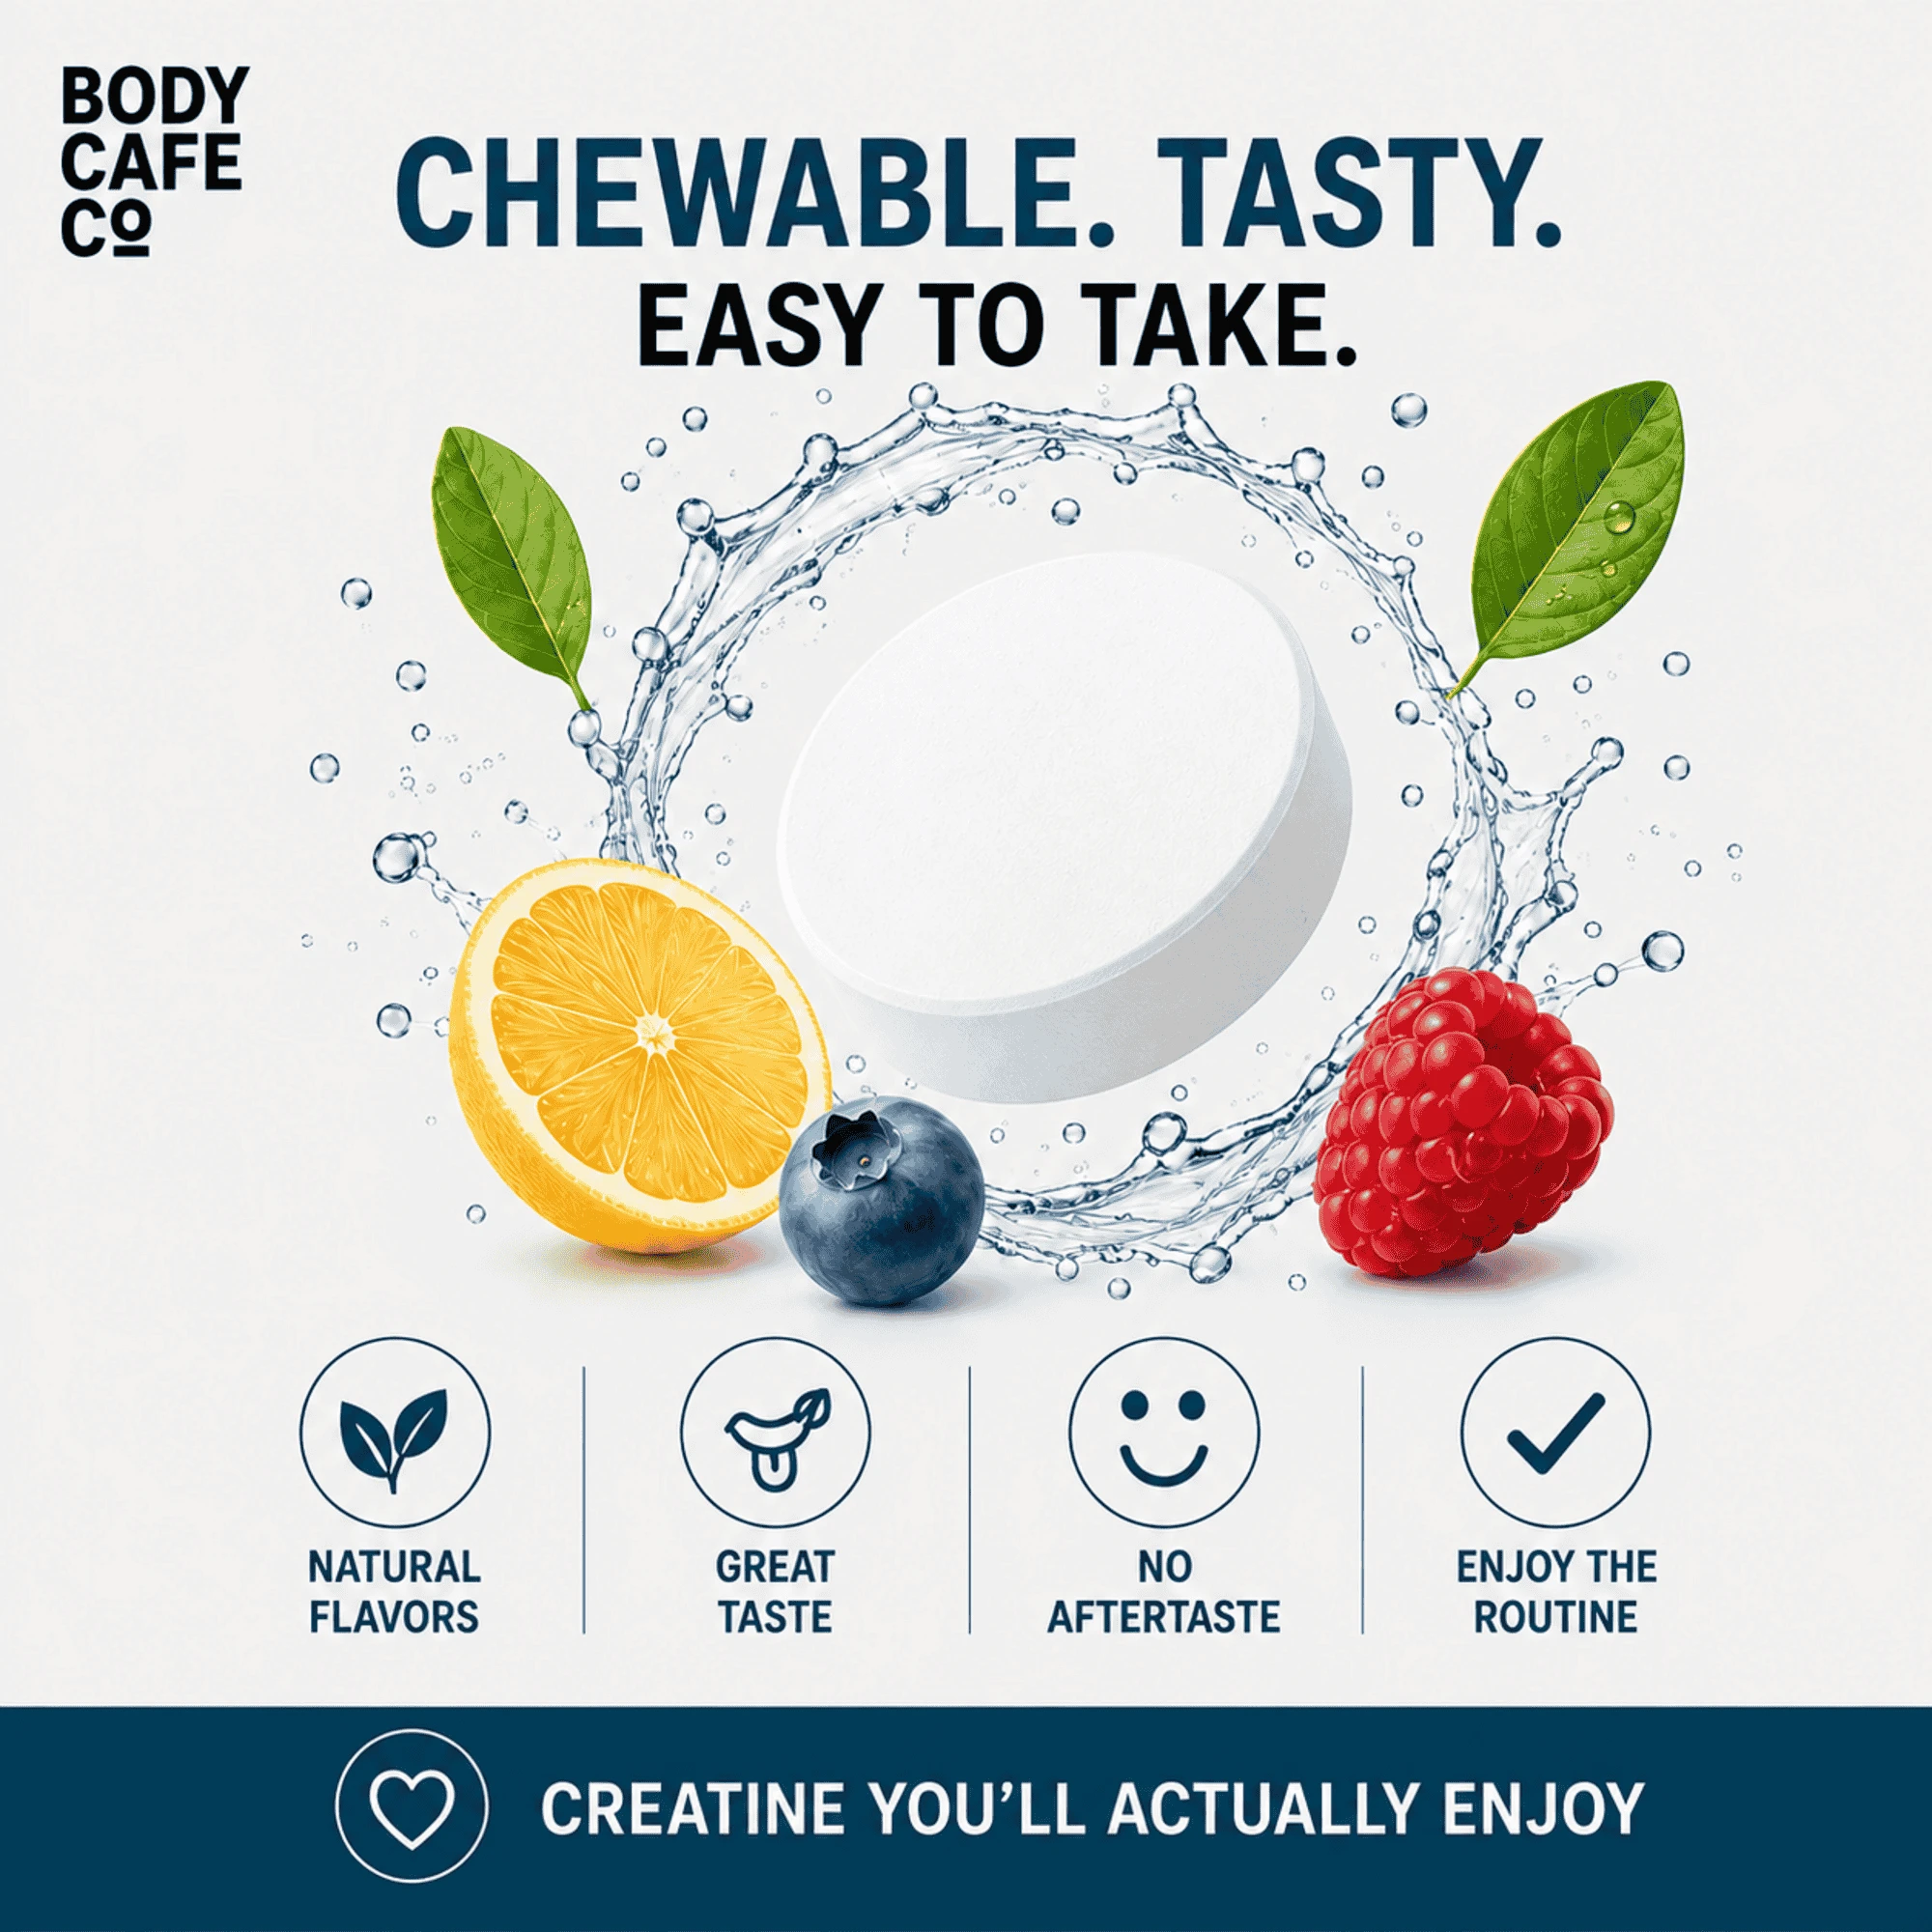 BODY
CAFE
Co
CHEWABLE. TASTY.
EASY TO TAKE.
NATURAL
FLAVORS
GREAT
TASTE
NO
AFTERTASTE
ENJOY THE
ROUTINE
CREATINE YOU’LL ACTUALLY ENJOY